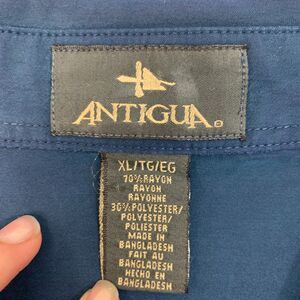 ANTIGUA®
XL/TG/EG
70% RAYON
RAYON
RAYONNE
30% POLYESTER/
POLYESTER/
POLIESTER
MADE IN
BANGLADESH
FAIT AU
BANGLADESH
HECHO EN
BANGLADESH